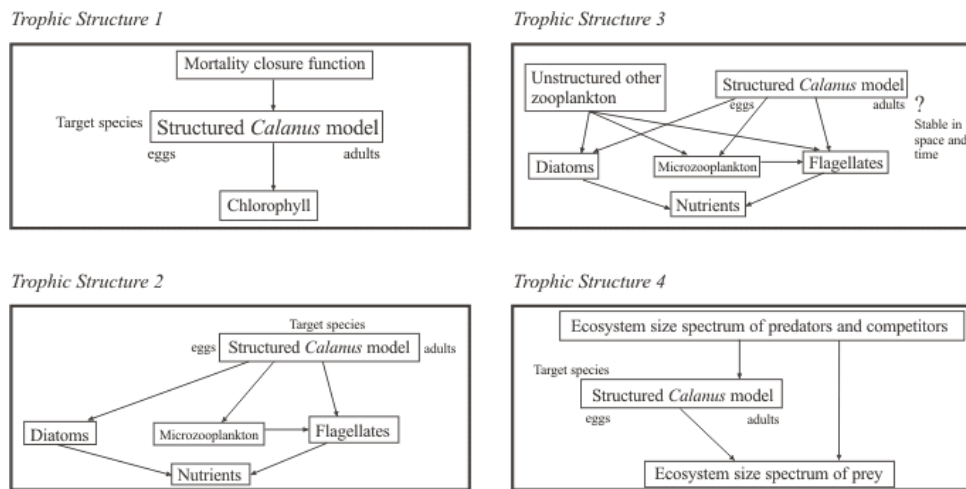 Trophic Structure 1
Mortality closure function
Target species
Structured Calanus model
eggs
adults
Chlorophyll
Trophic Structure 2
Target species
eggs
Structured Calanus model
adults
Diatoms
Microzooplankton
Flagellates
Nutrients
Trophic Structure 3
Unstructured other
zooplankton
Structured Calanus model
eggs
adults
?
Stable in
space and
time
Diatoms
Microzooplankton
Flagellates
Nutrients
Trophic Structure 4
Ecosystem size spectrum of predators and competitors
Target species
Structured Calanus model
eggs
adults
Ecosystem size spectrum of prey